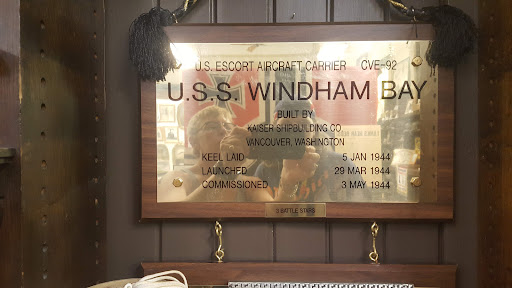 U.S. ESCORT AIRCRAFT CARRIER CVE-92
U.S.S. WINDHAM BAY
BUILT BY
KAISER SHIPBUILDING CO.
VANCOUVER, WASHINGTON
KEEL LAID 5 JAN 1944
LAUNCHED 29 MAR 1944
COMMISSIONED 3 MAY 1944
BATTLE STARS